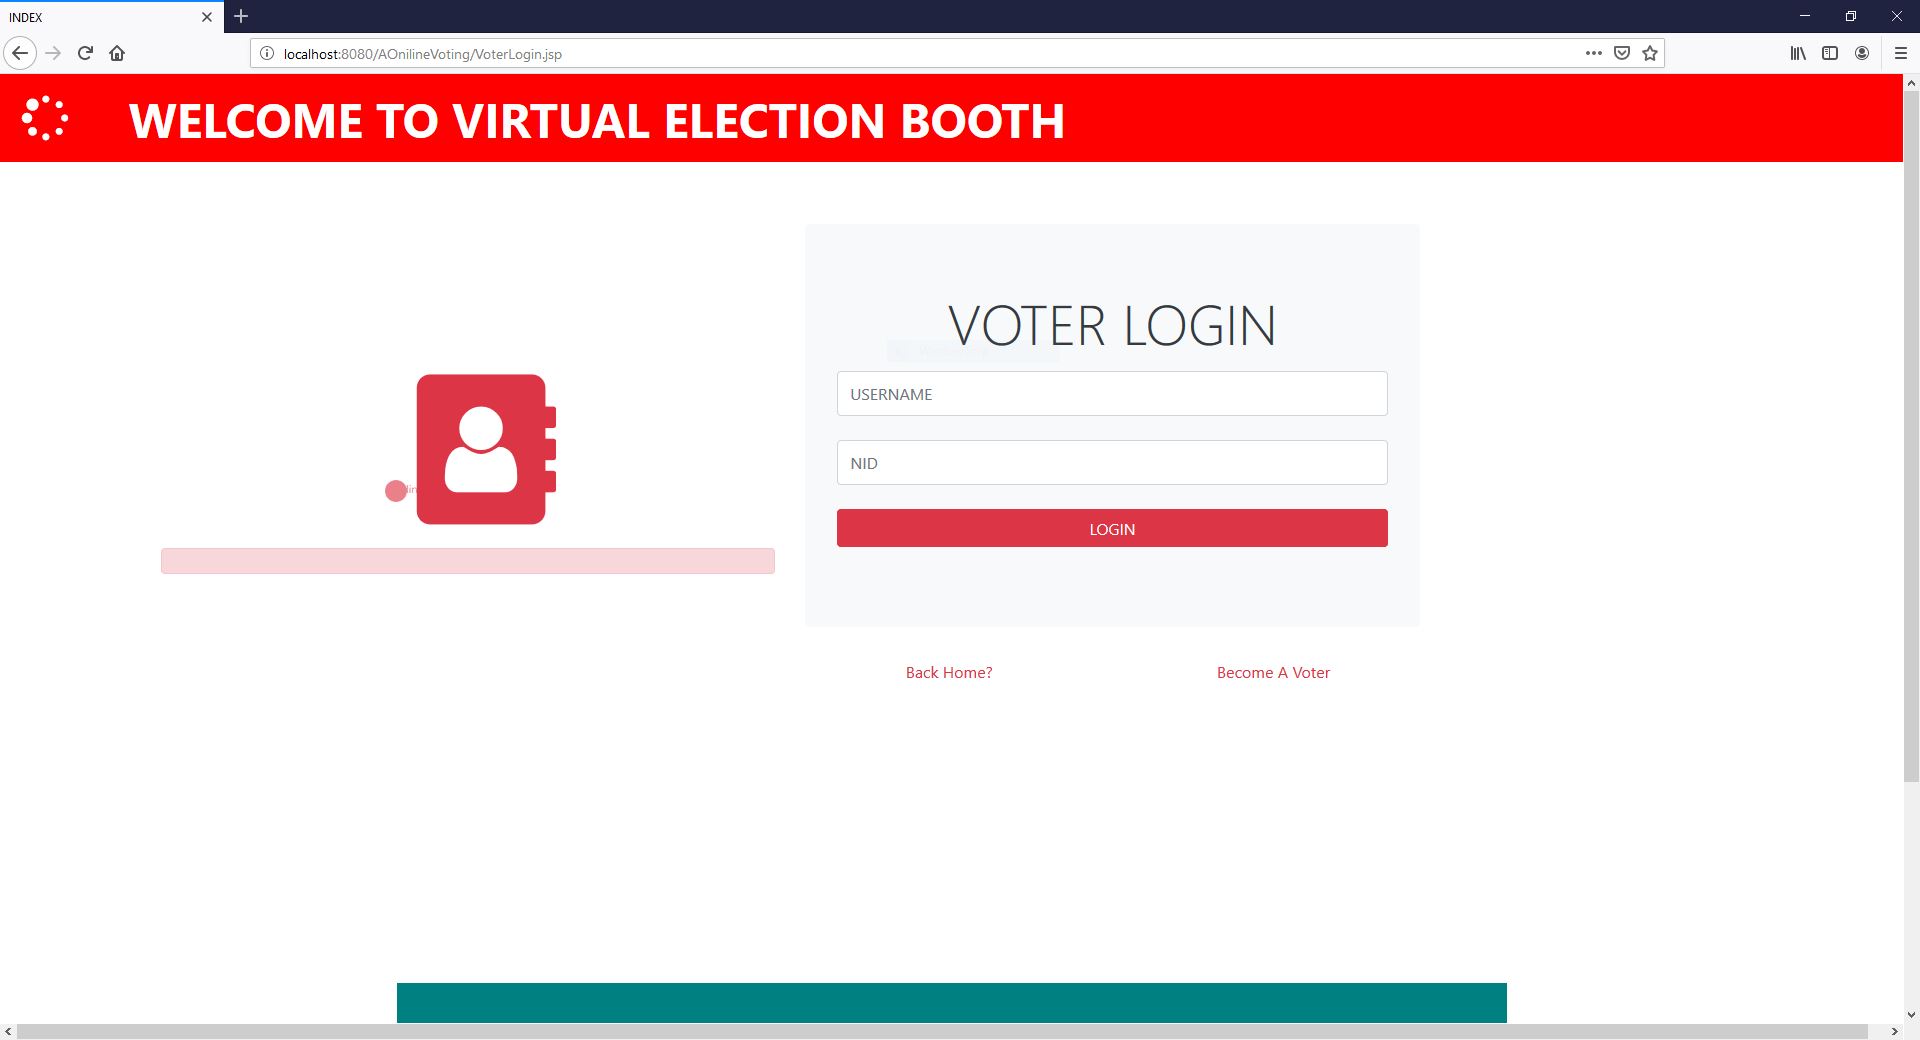 INDEX
localhost:8080/AOnilineVoting/VoterLogin.jsp
WELCOME TO VIRTUAL ELECTION BOOTH
VOTER LOGIN
USERNAME
NID
LOGIN
Back Home?
Become A Voter